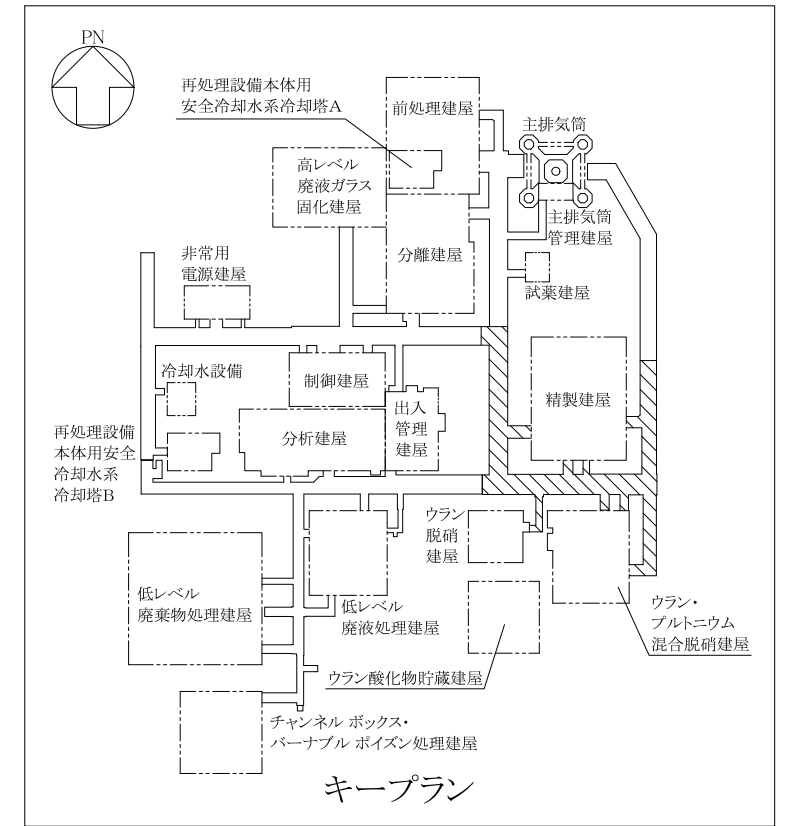 PN
再処理設備本体用
安全冷却水系冷却塔A
前処理建屋
主排気筒
高レベル
廃液ガラス
固化建屋
主排気筒
管理建屋
分離建屋
非常用
電源建屋
試薬建屋
冷却水設備
制御建屋
精製建屋
出入
管理
建屋
分析建屋
再処理設備
本体用安全
冷却水系
冷却塔B
ウラン
脱硝
建屋
低レベル
廃棄物処理建屋
低レベル
廃液処理建屋
ウラン・
プルトニウム
混合脱硝建屋
ウラン酸化物貯蔵建屋
チャンネル ボックス・
バーナブル ポイズン処理建屋
キープラン